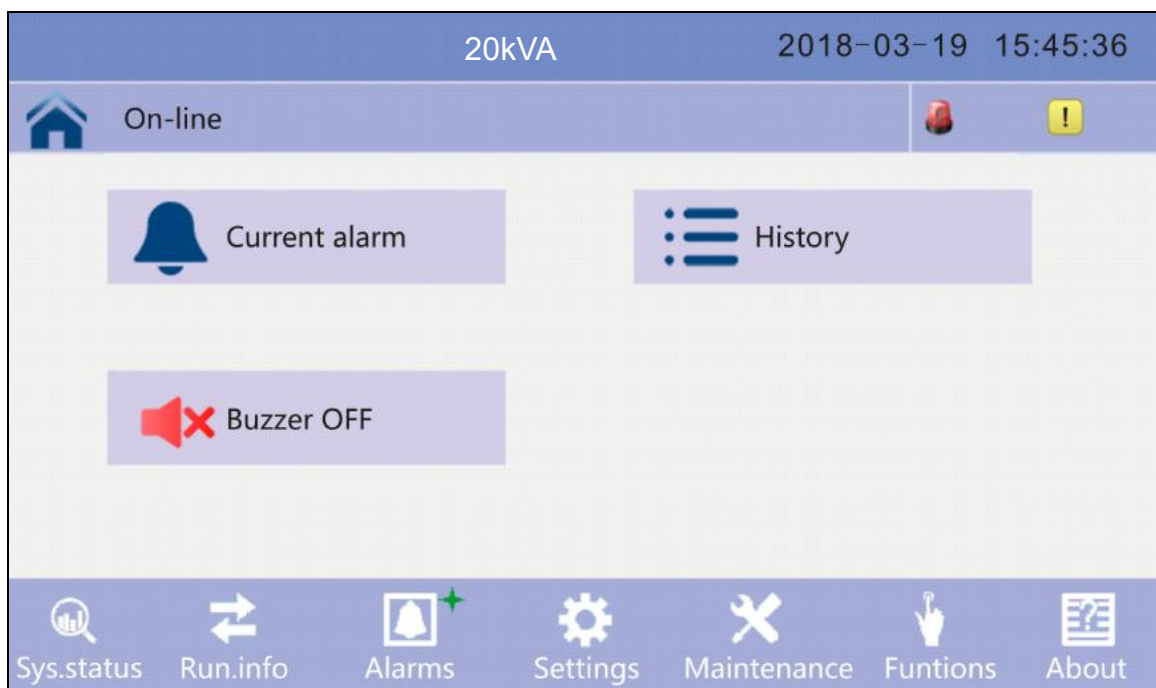 20kVA 2018-03-19 15:45:36
On-line !
Current alarm History
Buzzer OFF
?
Sys.status Run.info Alarms Settings Maintenance Funtions About